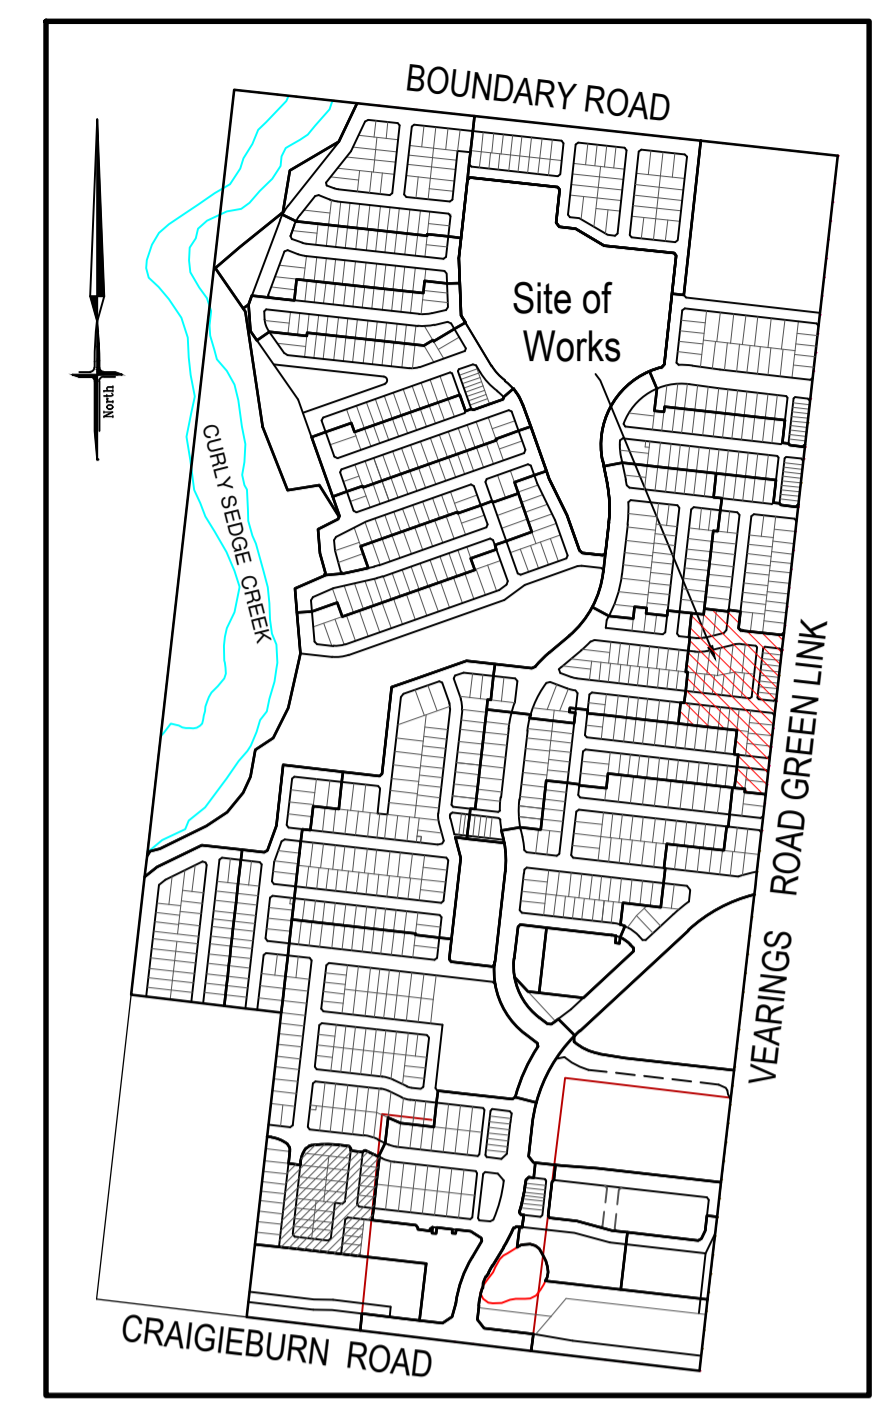 BOUNDARY ROAD
Site of
Works
North
CURLY SEDGE CREEK
VEARINGS ROAD GREEN LINK
CRAIGIEBURN ROAD